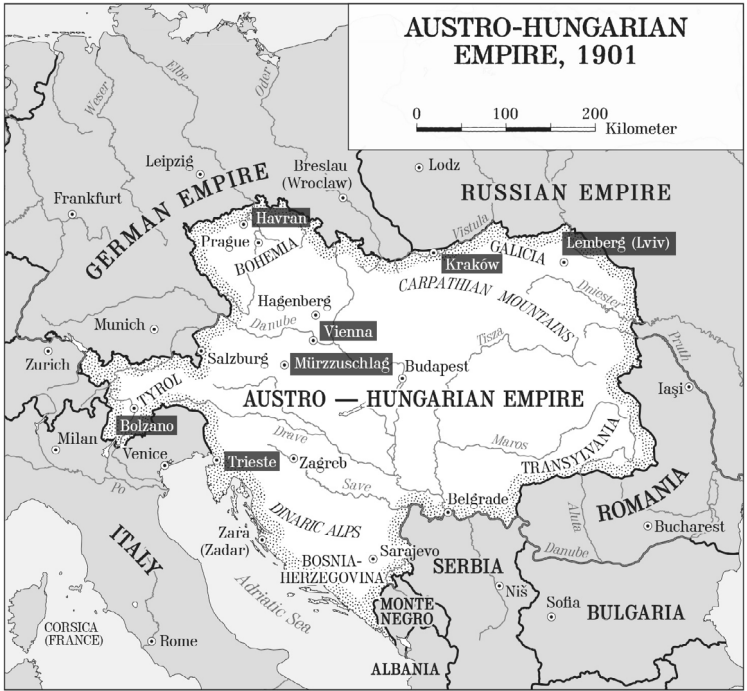 AUSTRO-HUNGARIAN
EMPIRE, 1901
0 100 200
Kilometer
Weser
Elbe
Oder
Leipzig
Breslau
(Wroclaw)
Lodz
Frankfurt
GERMAN EMPIRE
RUSSIAN EMPIRE
Havran
Vistula
Prague
BOHEMIA
GALICIA
Lemberg (Lviv)
Kraków
CARPATHIAN MOUNTAINS
Dniester
Hagenberg
Munich
Danube
Vienna
Tisza
Pruth
Zurich
Salzburg
Mürzzuschlag
Budapest
TYROL
Iaşi
AUSTRO — HUNGARIAN EMPIRE
Bolzano
Milan
Venice
Drave
Maros
TRANSYLVANIA
Trieste
Zagreb
Po
Save
Belgrade
ROMANIA
Aluta
Bucharest
DINARIC ALPS
Zara
(Zadar)
ITALY
Sarajevo
BOSNIA-
HERZEGOVINA
SERBIA
Danube
Adriatic Sea
Niš
Sofia
BULGARIA
MONTE
NEGRO
CORSICA
(FRANCE)
Rome
ALBANIA